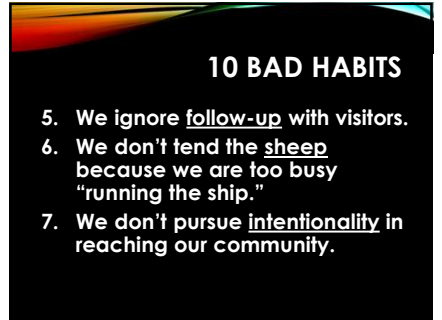 10 BAD HABITS
5. We ignore follow-up with visitors.
6. We don’t tend the sheep
because we are too busy
“running the ship.”
7. We don’t pursue intentionality in
reaching our community.